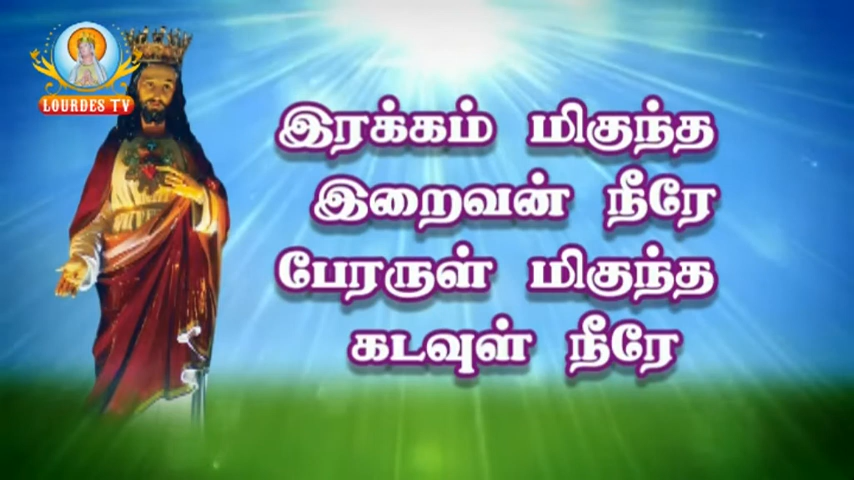 LOURDES TV
இரக்கம் மிகுந்த
இறைவன் நீரே
பேரருள் மிகுந்த
கடவுள் நீரே